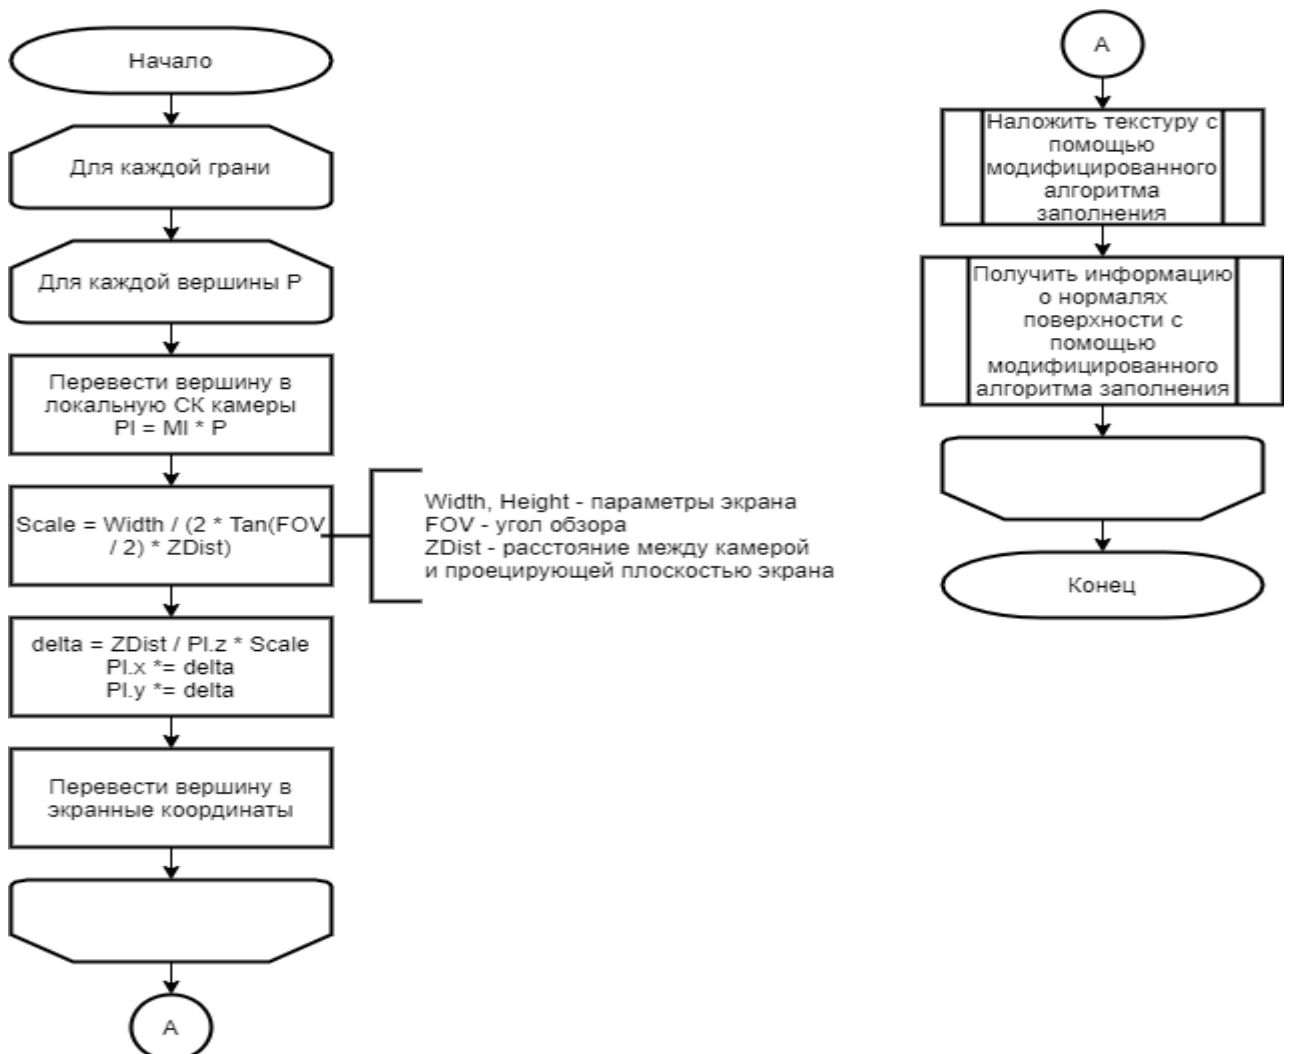 Начало
Для каждой грани
Для каждой вершины P
Перевести вершину в
локальную СК камеры
Pl = Ml * P
Scale = Width / (2 * Tan(FOV
/ 2) * ZDist)
Width, Height - параметры экрана
FOV - угол обзора
ZDist - расстояние между камерой
и проецирующей плоскостью экрана
delta = ZDist / Pl.z * Scale
Pl.x *= delta
Pl.y *= delta
Перевести вершину в
экранные координаты
A
A
Наложить текстуру с
помощью
модифицированного
алгоритма
заполнения
Получить информацию
о нормалях
поверхности с
помощью
модифицированного
алгоритма заполнения
Конец